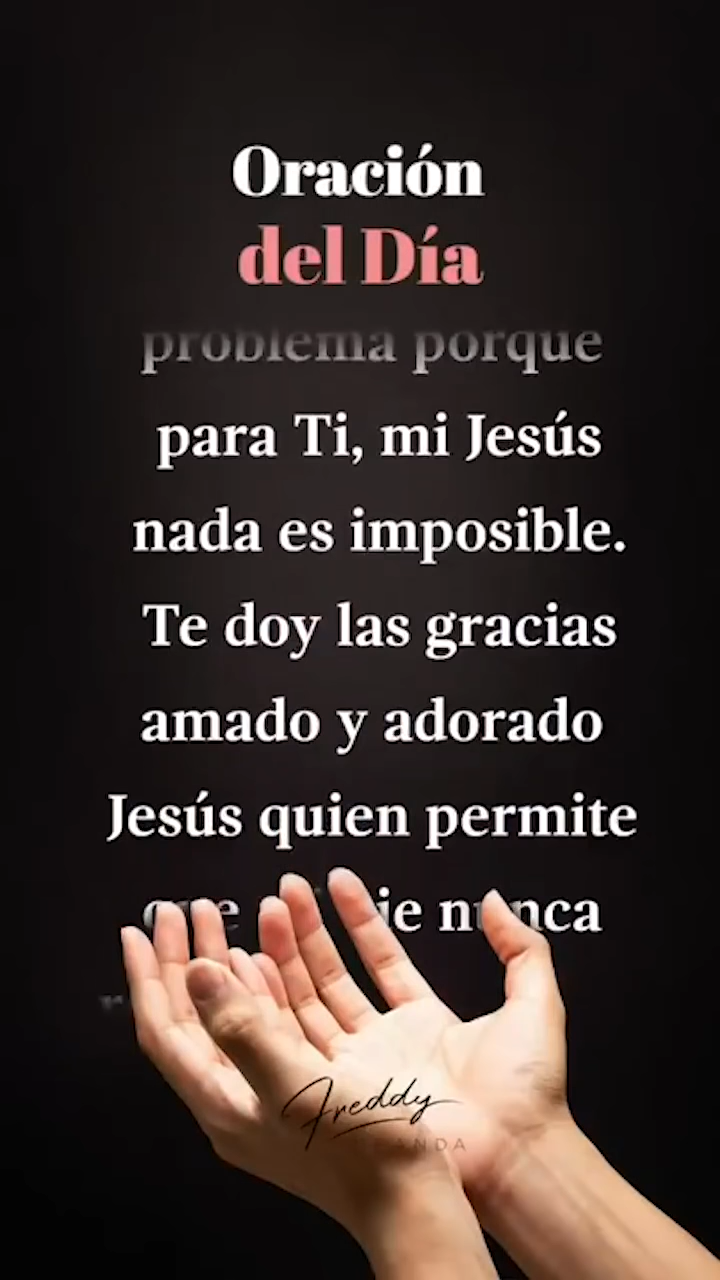 Oración
del Día
problema porque
para Ti, mi Jesús
nada es imposible.
Te doy las gracias
amado y adorado
Jesús quien permite
nunca
Freddy